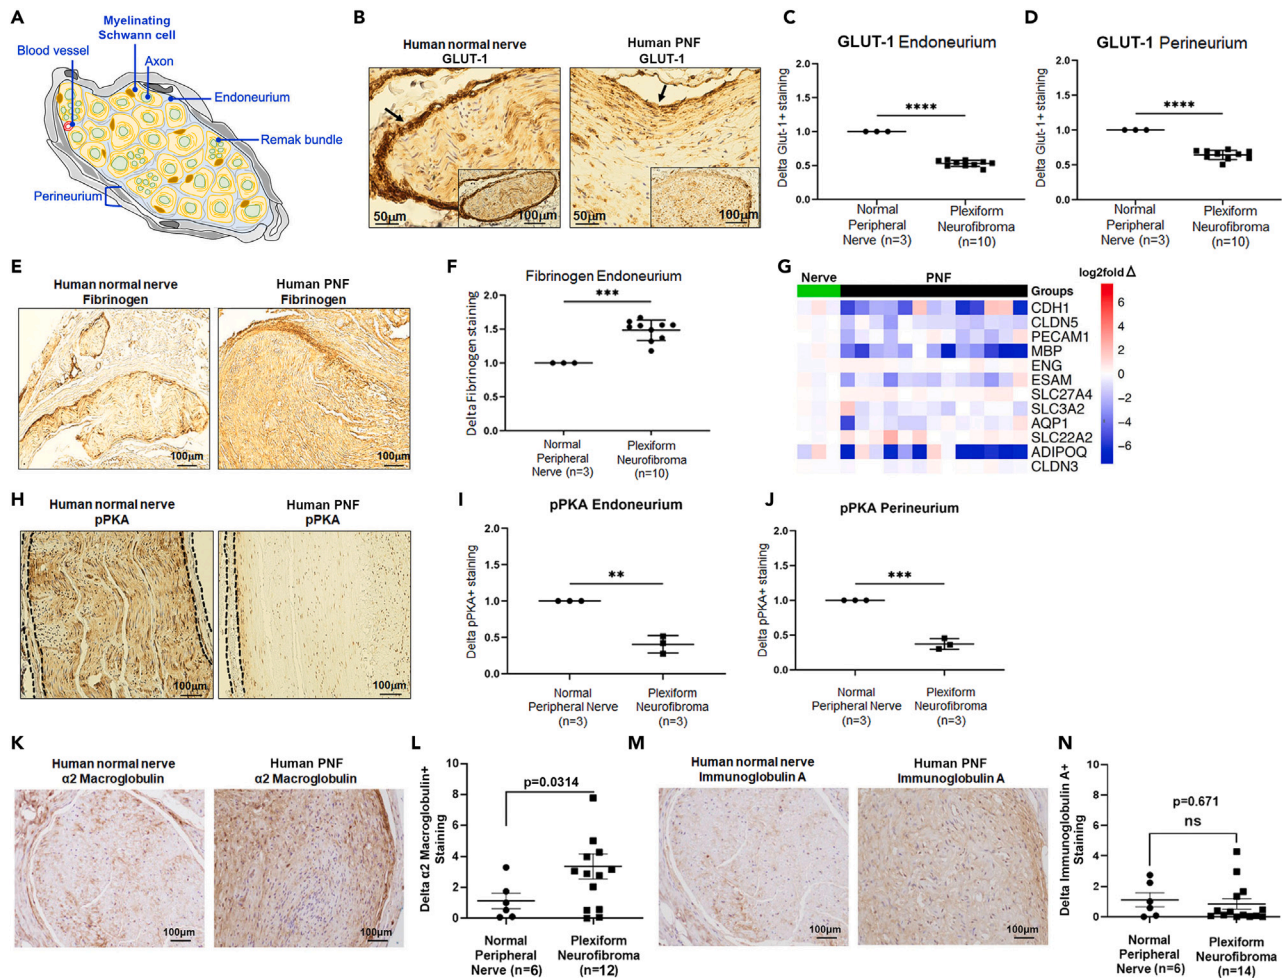 A
Myelinating
Schwann cell
Blood vessel
Axon
Endoneurium
Remak bundle
Perineurium
B
Human normal nerve
GLUT-1
Human PNF
GLUT-1
50µm
100µm
50µm
100µm
C
GLUT-1 Endoneurium
Delta Glut-1+ staining
2.0
1.5
1.0
0.5
0.0
****
Normal
Peripheral
Nerve (n=3)
Plexiform
Neurofibroma
(n=10)
D
GLUT-1 Perineurium
Delta Glut-1+ staining
2.0
1.5
1.0
0.5
0.0
****
Normal
Peripheral
Nerve (n=3)
Plexiform
Neurofibroma
(n=10)
E
Human normal nerve
Fibrinogen
Human PNF
Fibrinogen
100µm
100µm
F
Fibrinogen Endoneurium
Delta Fibrinogen staining
2.0
1.5
1.0
0.5
0.0
***
Normal
Peripheral
Nerve (n=3)
Plexiform
Neurofibroma
(n=10)
G
Nerve
PNF
Groups
log2fold Δ
CDH1
CLDN5
PECAM1
MBP
ENG
ESAM
SLC27A4
SLC3A2
AQP1
SLC22A2
ADIPOQ
CLDN3
6
4
2
0
−2
−4
−6
H
Human normal nerve
pPKA
Human PNF
pPKA
100µm
100µm
I
pPKA Endoneurium
Delta pPKA+ staining
2.0
1.5
1.0
0.5
0.0
**
Normal
Peripheral Nerve
(n=3)
Plexiform
Neurofibroma
(n=3)
J
pPKA Perineurium
Delta pPKA+ staining
2.0
1.5
1.0
0.5
0.0
***
Normal
Peripheral Nerve
(n=3)
Plexiform
Neurofibroma
(n=3)
K
Human normal nerve
α2 Macroglobulin
Human PNF
α2 Macroglobulin
100µm
100µm
L
Delta α2 Macroglobulin+
Staining
10
8
6
4
2
0
p=0.0314
Normal
Peripheral
Nerve (n=6)
Plexiform
Neurofibroma
(n=12)
M
Human normal nerve
Immunoglobulin A
Human PNF
Immunoglobulin A
100µm
100µm
N
Delta Immunoglobulin A+
Staining
10
8
6
4
2
0
p=0.671
ns
Normal
Peripheral
Nerve (n=6)
Plexiform
Neurofibroma
(n=14)